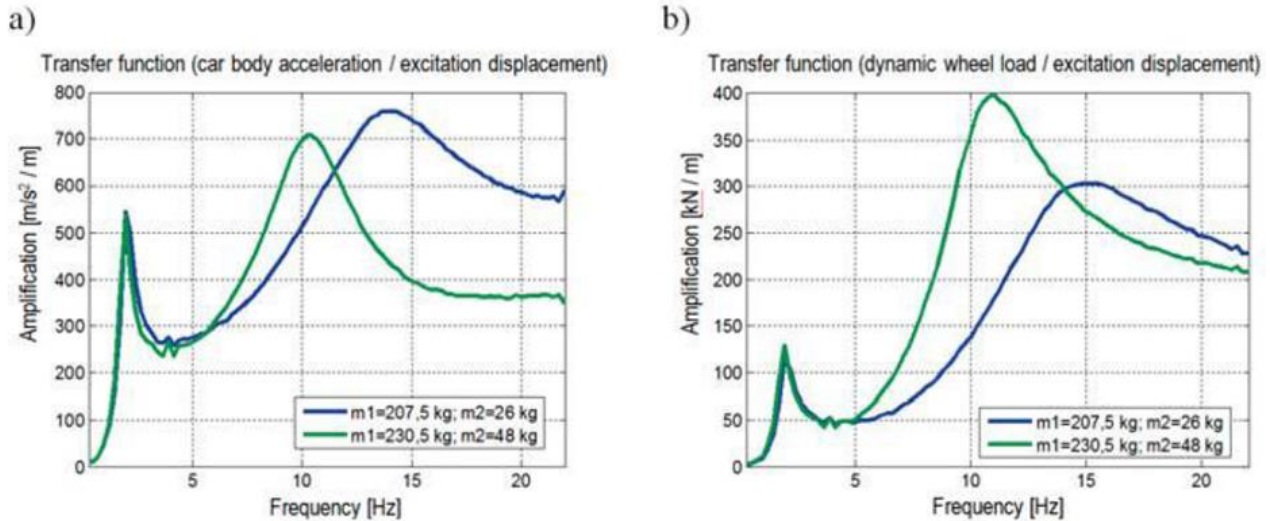 a)
Transfer function (car body acceleration / excitation displacement)
800
700
600
500
400
300
200
100
0
5
10
15
20
Amplification [m/s² / m]
Frequency [Hz]
m1=207,5 kg; m2=26 kg
m1=230,5 kg; m2=48 kg
b)
Transfer function (dynamic wheel load / excitation displacement)
400
350
300
250
200
150
100
50
0
5
10
15
20
Amplification [kN / m]
Frequency [Hz]
m1=207,5 kg; m2=26 kg
m1=230,5 kg; m2=48 kg